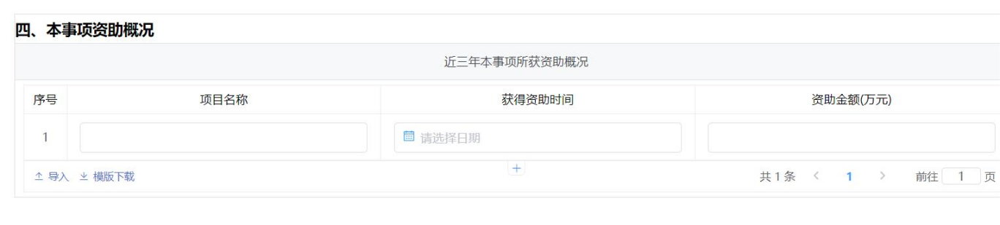 四、本事项资助概况
近三年本事项所获资助概况
序号 项目名称 获得资助时间 资助金额(万元)
1 请选择日期
导入 模版下载 + 共 1 条 < 1 > 前往 1 页